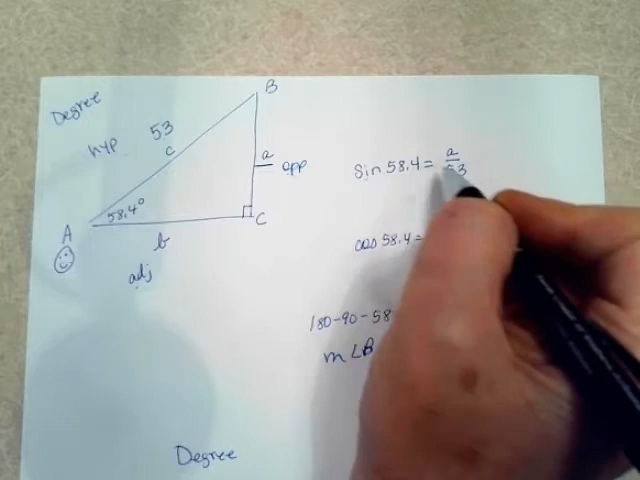 Degree
B
hyp.
53
c
a
opp
58.4°
A
C
b
adj
sin 58.4 = a/53
cos 58.4 =
180-90-58
m∠B
Degree